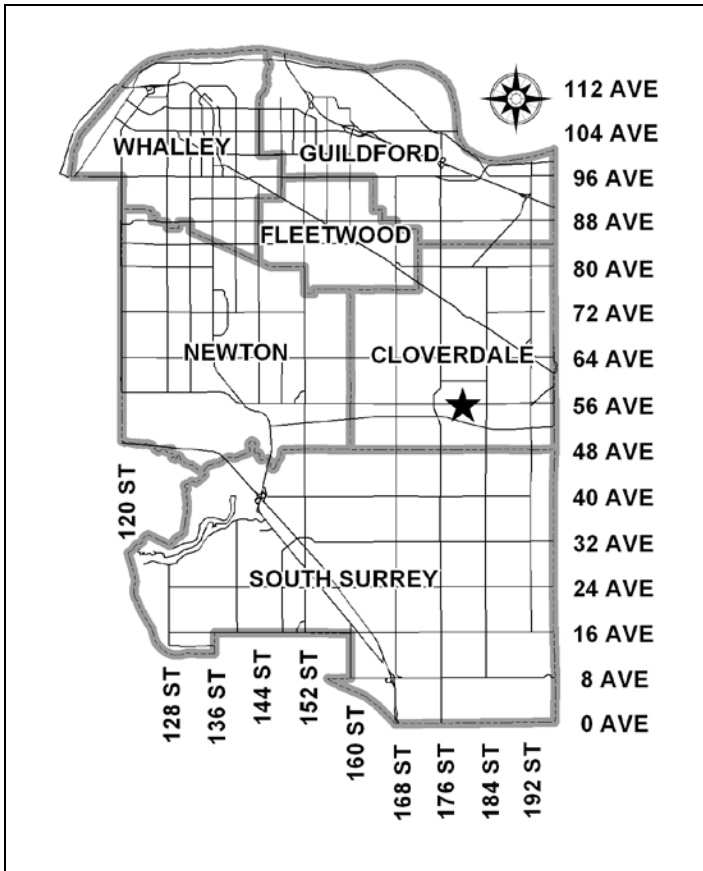 112 AVE
104 AVE
WHALLEY
GUILDFORD
96 AVE
88 AVE
FLEETWOOD
80 AVE
72 AVE
NEWTON
CLOVERDALE
64 AVE
56 AVE
48 AVE
120 ST
40 AVE
32 AVE
SOUTH SURREY
24 AVE
16 AVE
8 AVE
0 AVE
128 ST
136 ST
144 ST
152 ST
160 ST
168 ST
176 ST
184 ST
192 ST